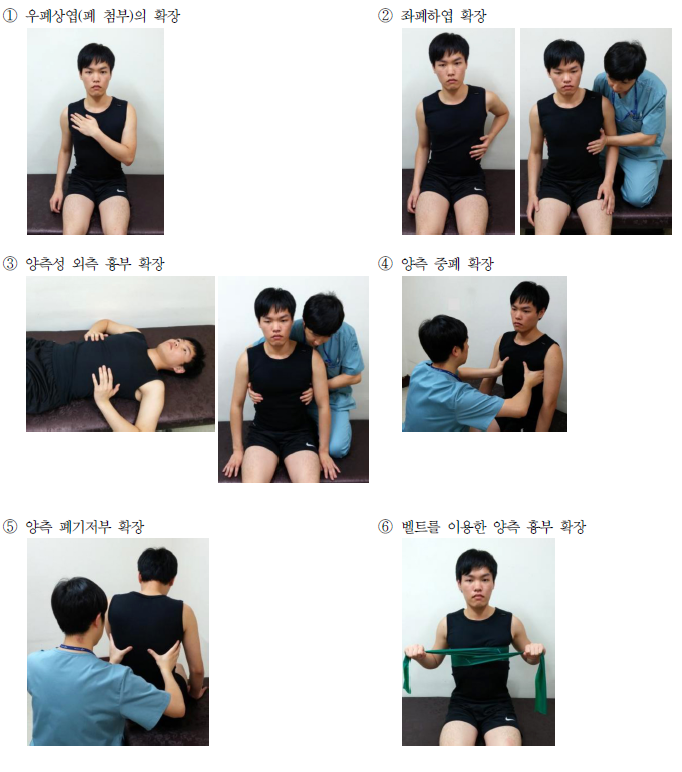 ① 우폐상엽(폐 첨부)의 확장
② 좌폐하엽 확장
③ 양측성 외측 흉부 확장
④ 양측 중폐 확장
⑤ 양측 폐기저부 확장
⑥ 벨트를 이용한 양측 흉부 확장